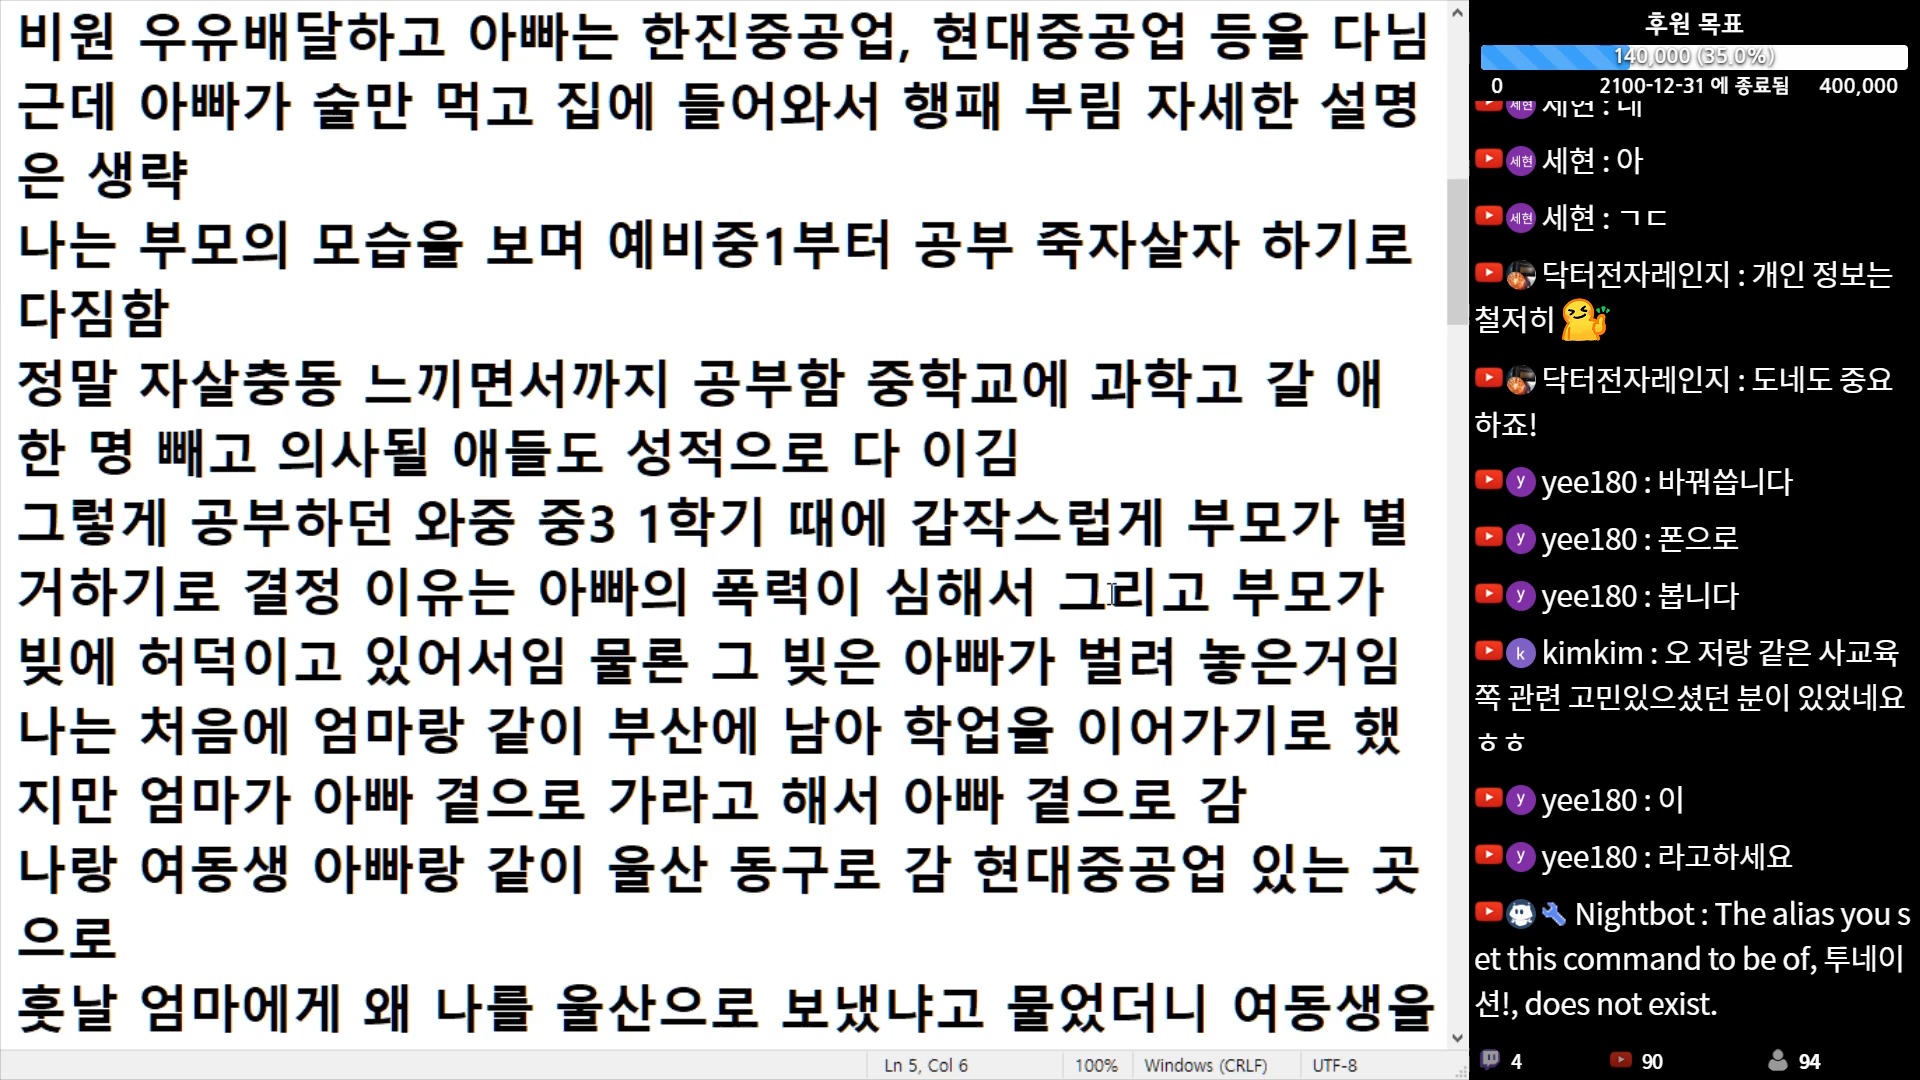 비원 우유배달하고 아빠는 한진중공업, 현대중공업 등을 다님
근데 아빠가 술만 먹고 집에 들어와서 행패 부림 자세한 설명
은 생략
나는 부모의 모습을 보며 예비중1부터 공부 죽자살자 하기로
다짐함
정말 자살충동 느끼면서까지 공부함 중학교에 과학고 갈 애
한 명 빼고 의사될 애들도 성적으로 다 이김
그렇게 공부하던 와중 중3 1학기 때에 갑작스럽게 부모가 별
거하기로 결정 이유는 아빠의 폭력이 심해서 그리고 부모가
빚에 허덕이고 있어서임 물론 그 빚은 아빠가 벌려 놓은거임
나는 처음에 엄마랑 같이 부산에 남아 학업을 이어가기로 했
지만 엄마가 아빠 곁으로 가라고 해서 아빠 곁으로 감
나랑 여동생 아빠랑 같이 울산 동구로 감 현대중공업 있는 곳
으로
훗날 엄마에게 왜 나를 울산으로 보냈냐고 물었더니 여동생을
Ln 5, Col 6
100%
Windows (CRLF)
UTF-8
후원 목표
140,000 (35.0%)
0 2100-12-31 에 종료됨 400,000
세현 세현 : 네
세현 세현 : 아
세현 세현 : ㄱㄷ
닥터전자레인지 : 개인 정보는
철저히
닥터전자레인지 : 도네도 중요
하죠!
y yee180 : 바꿔씁니다
y yee180 : 폰으로
y yee180 : 봅니다
k kimkim : 오 저랑 같은 사교육
쪽 관련 고민있으셨던 분이 있었네요
ㅎㅎ
y yee180 : 이
y yee180 : 라고하세요
Nightbot : The alias you s
et this command to be of, 투네이
션!, does not exist.
4 90 94